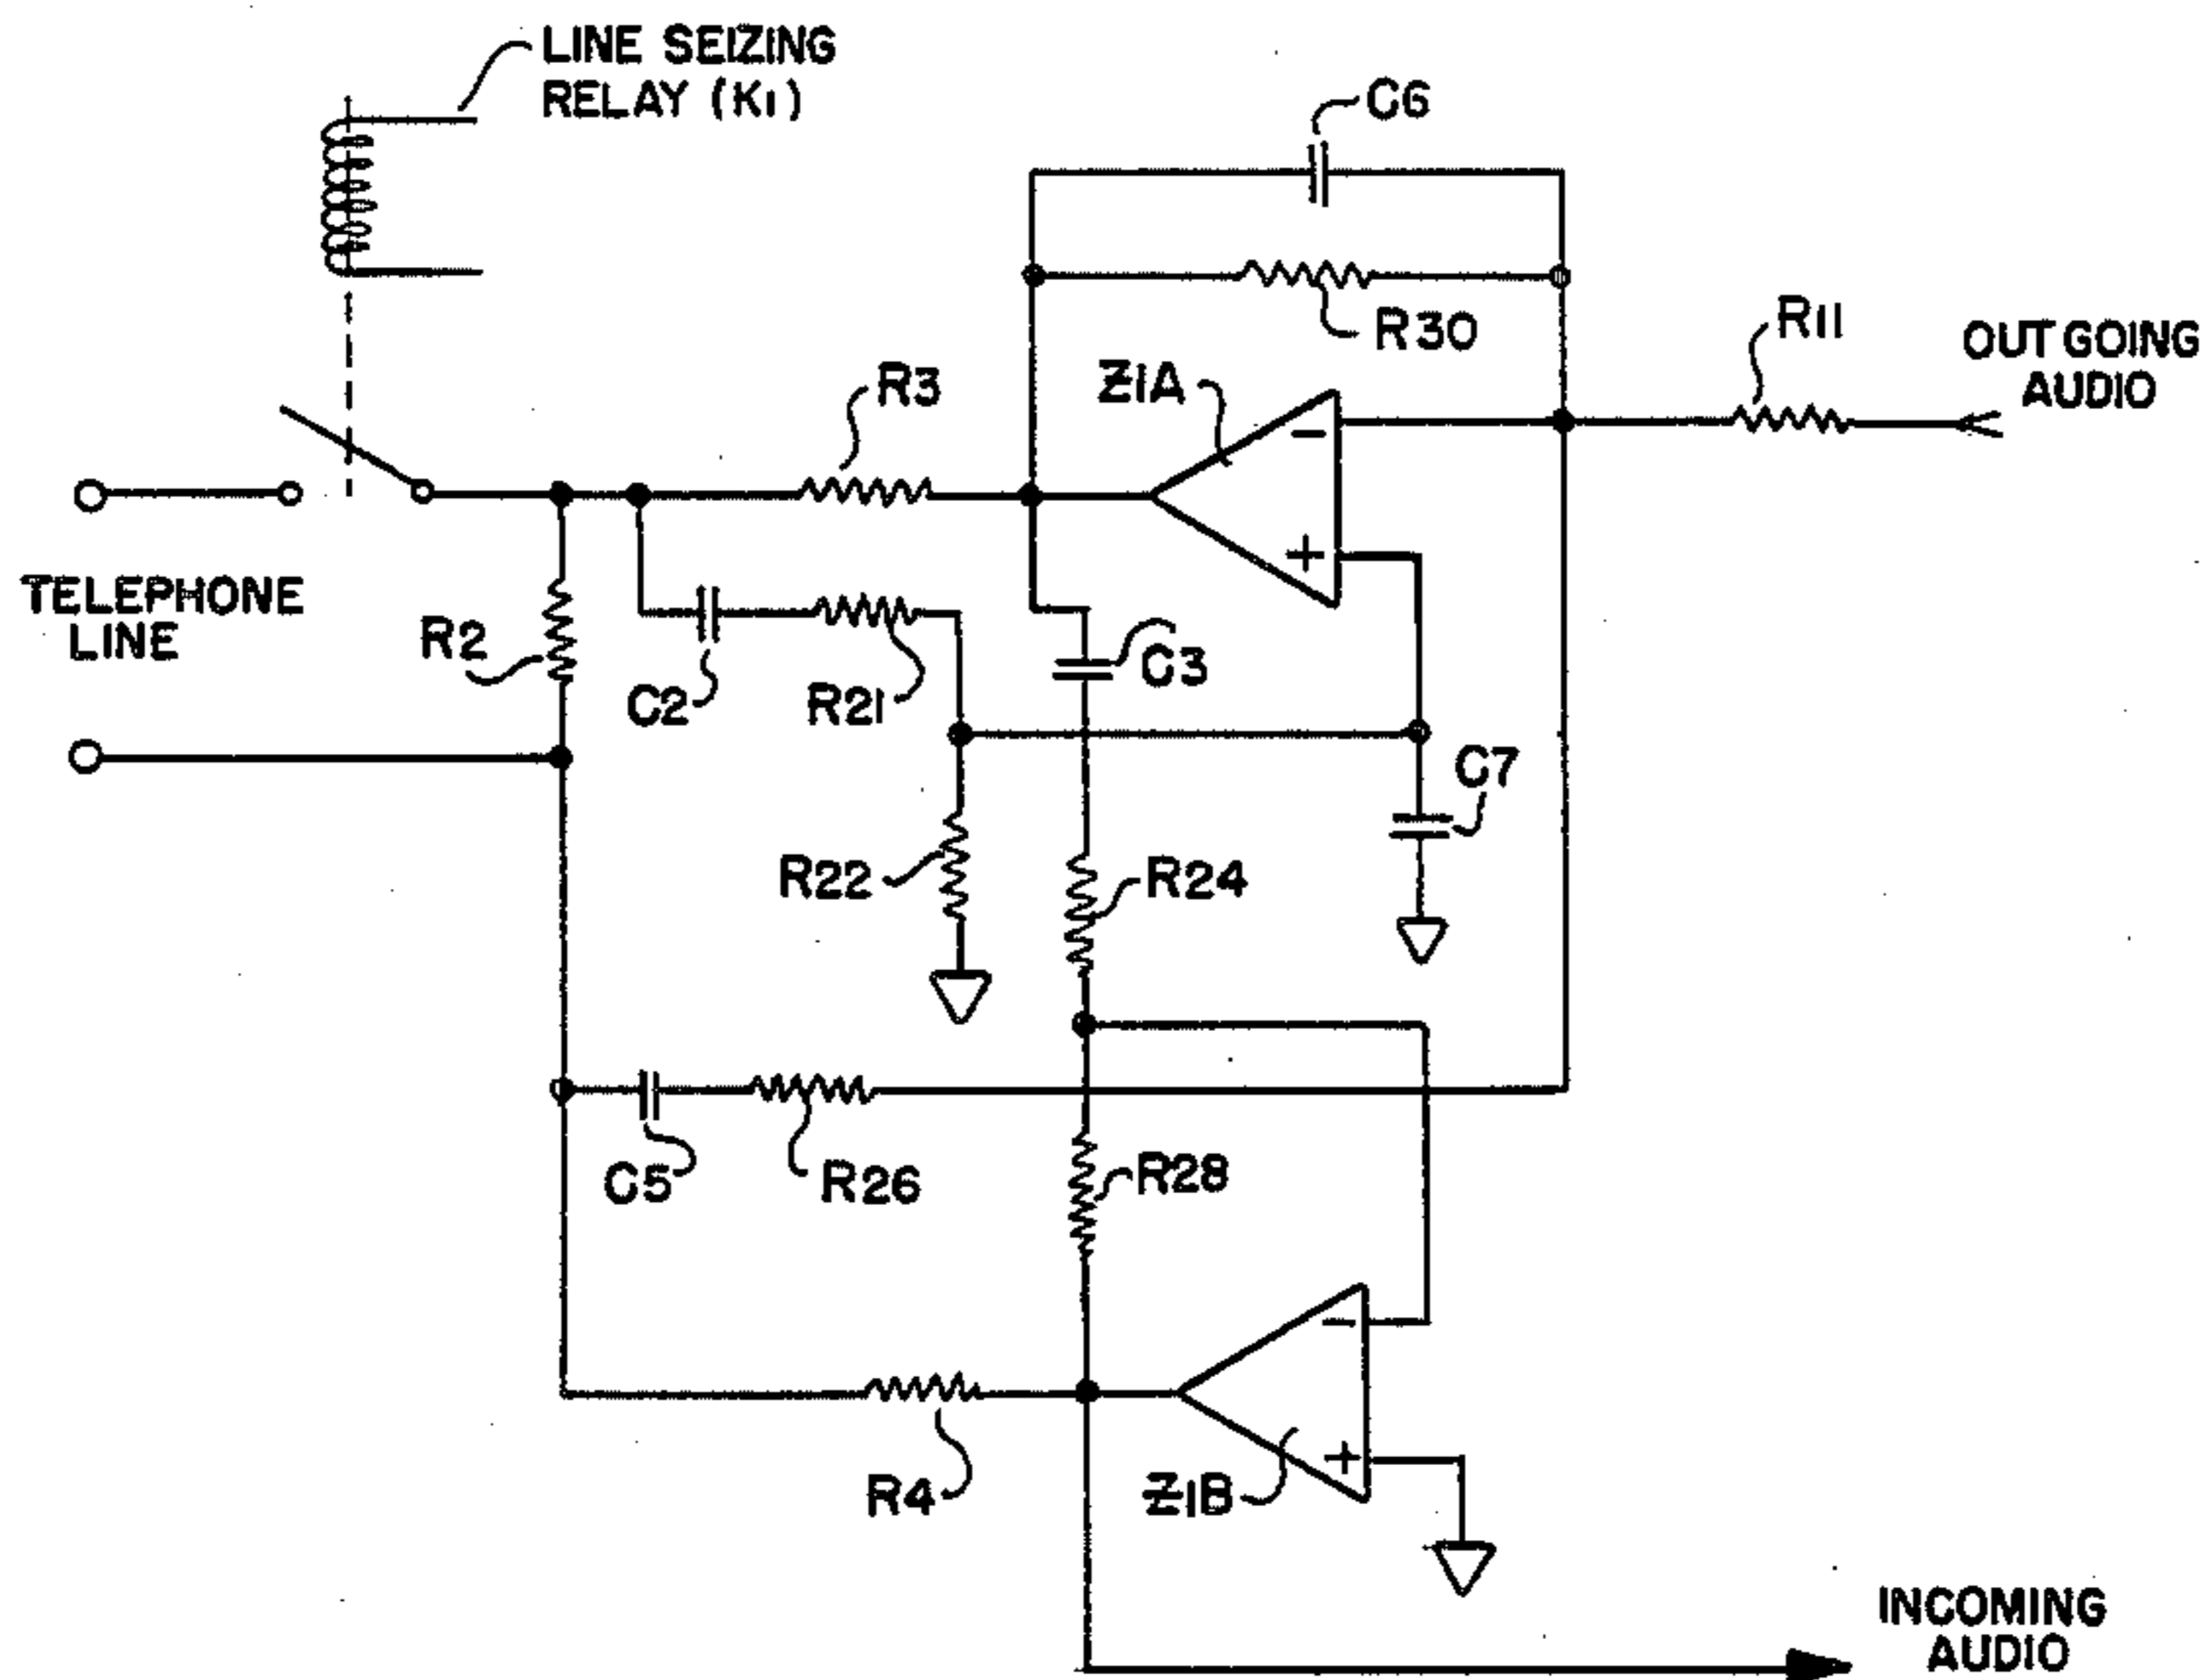 LINE SEIZING
RELAY (K1)
C6
R30
R11
OUT GOING
AUDIO
R3
Z1A
−
+
TELEPHONE
LINE
R2
C2
R21
C3
C7
R22
R24
C5
R26
R28
R4
Z1B
−
+
INCOMING
AUDIO